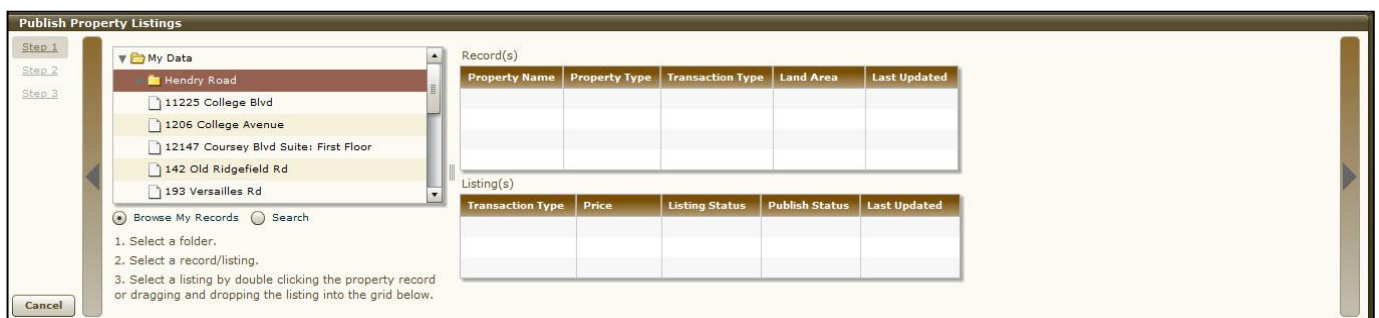 Publish Property Listings
Step 1
Step 2
Step 3
My Data
Hendry Road
11225 College Blvd
1206 College Avenue
12147 Coursey Blvd Suite: First Floor
142 Old Ridgefield Rd
193 Versailles Rd
Browse My Records Search
1. Select a folder.
2. Select a record/listing.
3. Select a listing by double clicking the property record
or dragging and dropping the listing into the grid below.
Cancel
Record(s)
Property Name Property Type Transaction Type Land Area Last Updated
Listing(s)
Transaction Type Price Listing Status Publish Status Last Updated